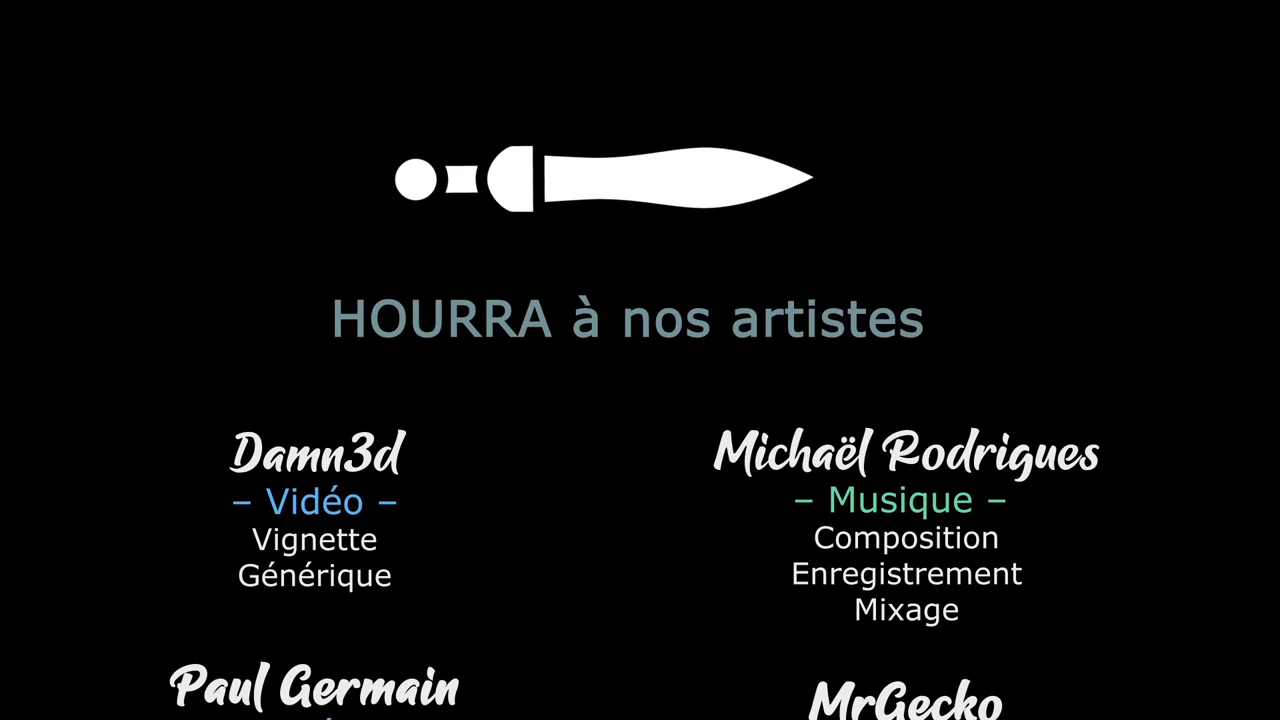 HOURRA à nos artistes
Damn3d
– Vidéo –
Vignette
Générique
Michaël Rodrigues
– Musique –
Composition
Enregistrement
Mixage
Paul Germain
MrGecko